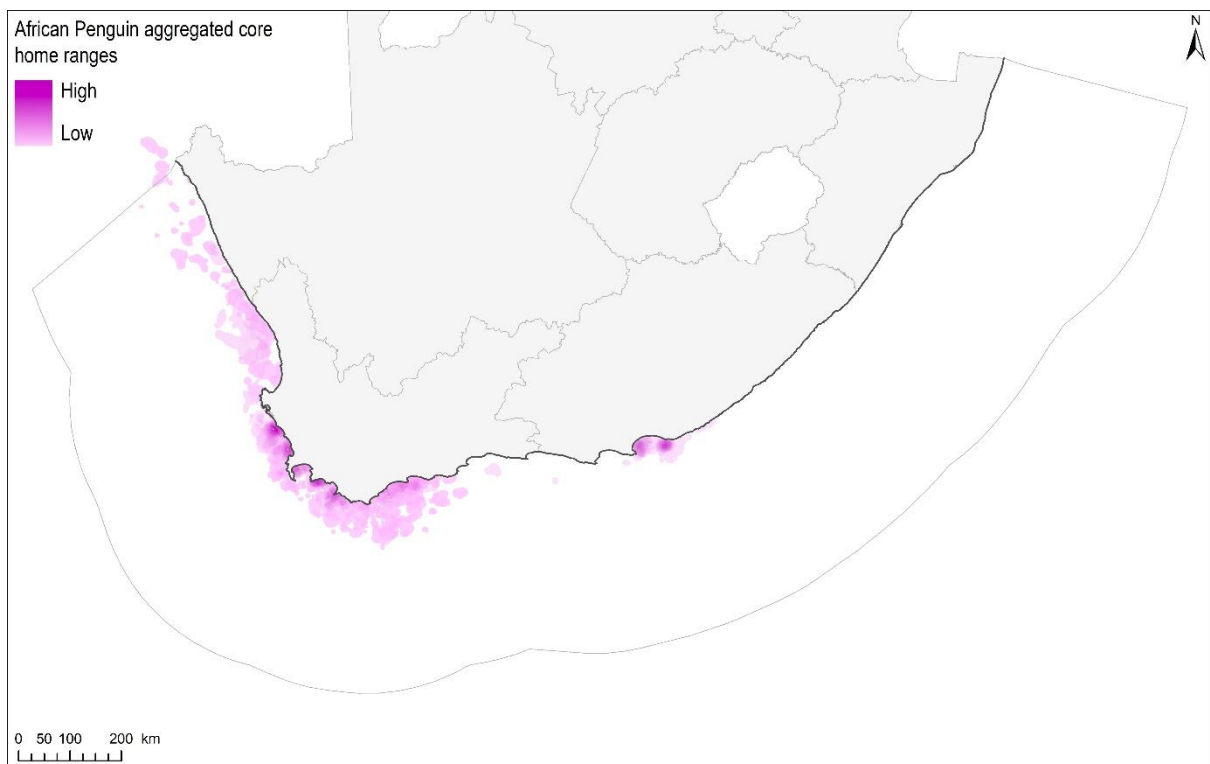 African Penguin aggregated core
home ranges
High
Low
N
0 50 100 200 km